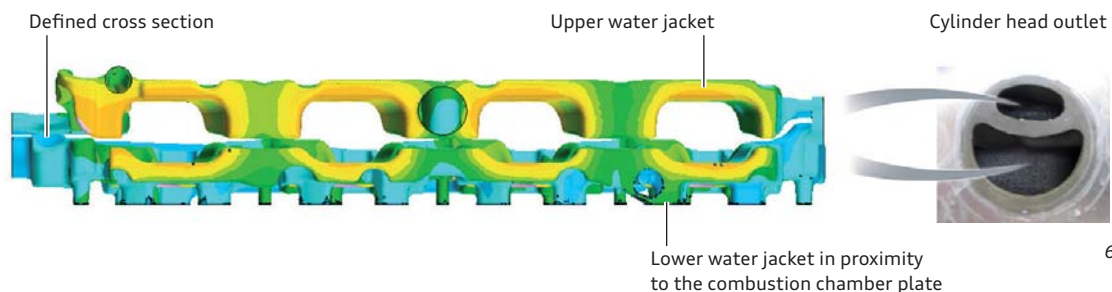 Defined cross section
Upper water jacket
Cylinder head outlet
Lower water jacket in proximity
to the combustion chamber plate
6